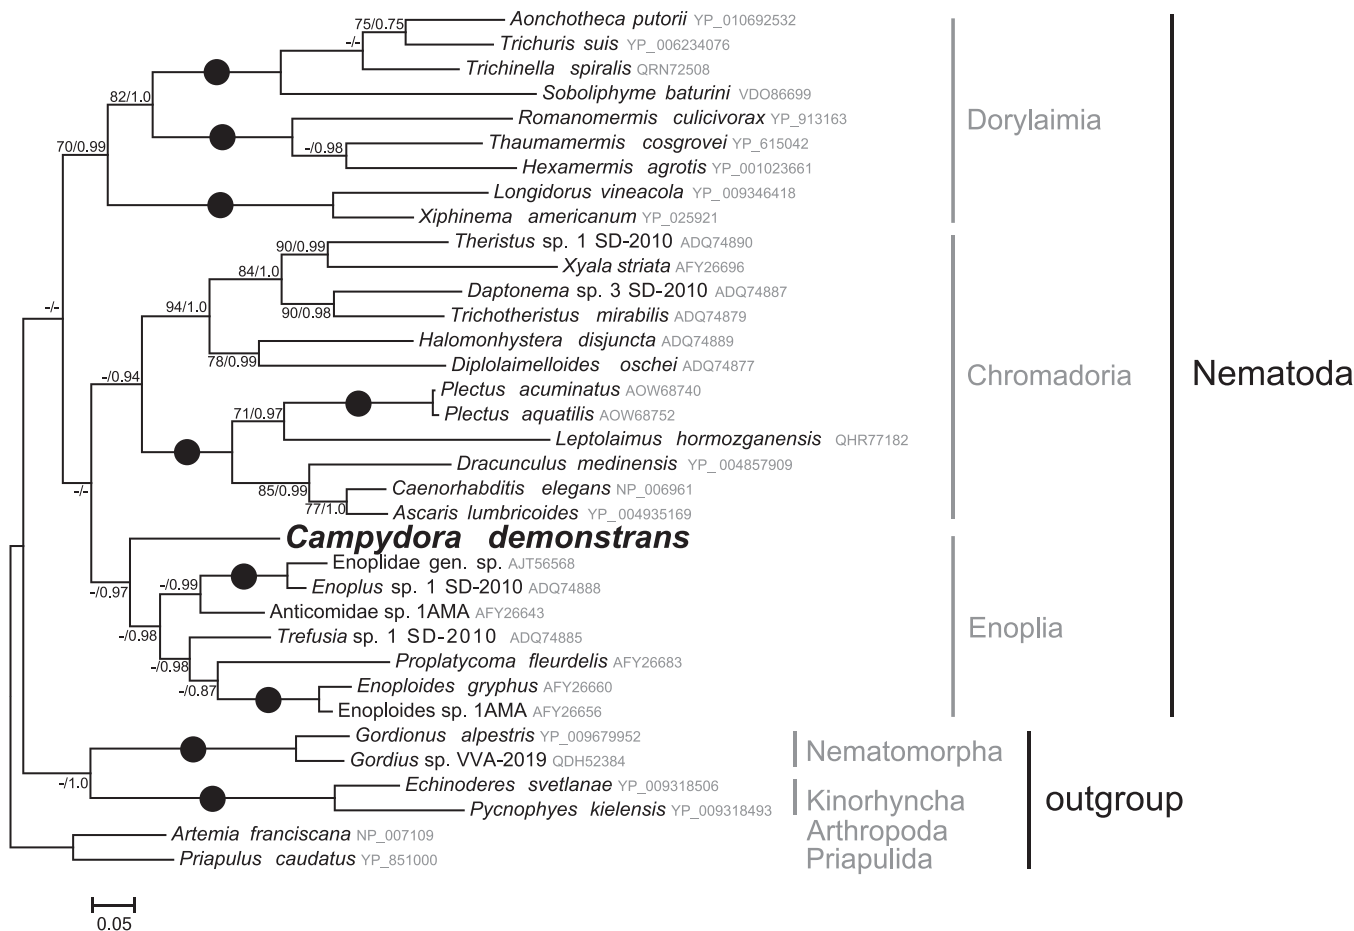 75/0.75
Aonchotheca putorii YP_010692532
-/-
Trichuris suis YP_006234076
Trichinella spiralis QRN72508
82/1.0
Soboliphyme baturini VDO86699
Romanomermis culicivorax YP_913163
Dorylaimia
70/0.99
-/0.98
Thaumamermis cosgrovei YP_615042
Hexamermis agrotis YP_001023661
Longidorus vineacola YP_009346418
Xiphinema americanum YP_025921
90/0.99
Theristus sp. 1 SD-2010 ADQ74890
84/1.0
Xyala striata AFY26696
Daptonema sp. 3 SD-2010 ADQ74887
-/-
94/1.0
90/0.98
Trichotheristus mirabilis ADQ74879
Halomonhystera disjuncta ADQ74889
78/0.99
Diplolaimelloides oschei ADQ74877
-/0.94
Chromadoria
Nematoda
Plectus acuminatus AOW68740
71/0.97
Plectus aquatilis AOW68752
Leptolaimus hormozganensis QHR77182
Dracunculus medinensis YP_004857909
-/-
85/0.99
Caenorhabditis elegans NP_006961
77/1.0
Ascaris lumbricoides YP_004935169
Campydora demonstrans
Enoplidae gen. sp. AJT56568
-/0.97
-/0.99
Enoplus sp. 1 SD-2010 ADQ74888
Anticomidae sp. 1AMA AFY26643
Enoplia
-/0.98
Trefusia sp. 1 SD-2010 ADQ74885
-/0.98
Proplatycoma fleurdelis AFY26683
-/0.87
Enoploides gryphus AFY26660
Enoploides sp. 1AMA AFY26656
Gordionus alpestris YP_009679952
Nematomorpha
Gordius sp. VVA-2019 QDH52384
-/1.0
Echinoderes svetlanae YP_009318506
Kinorhyncha
outgroup
Pycnophyes kielensis YP_009318493
Artemia franciscana NP_007109
Arthropoda
Priapulus caudatus YP_851000
Priapulida
0.05